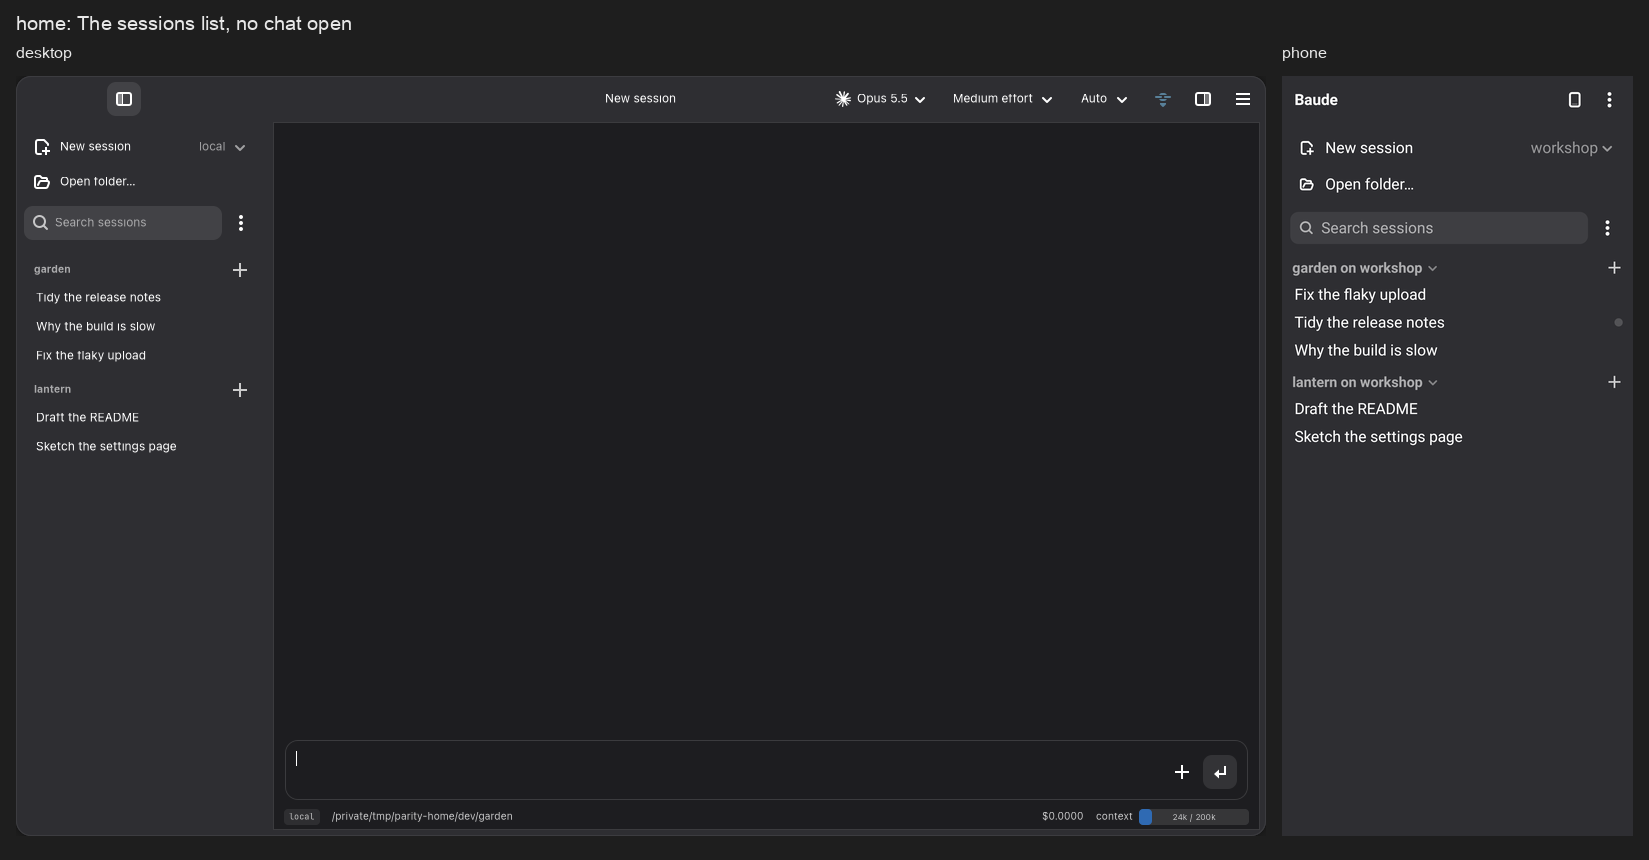 home: The sessions list, no chat open
desktop
New session
Opus 5.5
Medium effort
Auto
New session
local
Open folder...
Search sessions
garden
Tidy the release notes
Why the build is slow
Fix the flaky upload
lantern
Draft the README
Sketch the settings page
local
/private/tmp/parity-home/dev/garden
$0.0000
context
24k / 200k
phone
Baude
New session
workshop
Open folder...
Search sessions
garden on workshop
Fix the flaky upload
Tidy the release notes
Why the build is slow
lantern on workshop
Draft the README
Sketch the settings page